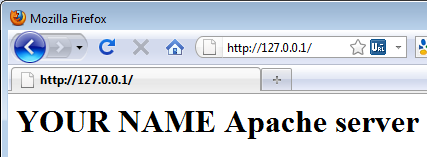 Mozilla Firefox
http://127.0.0.1/
http://127.0.0.1/
YOUR NAME Apache server